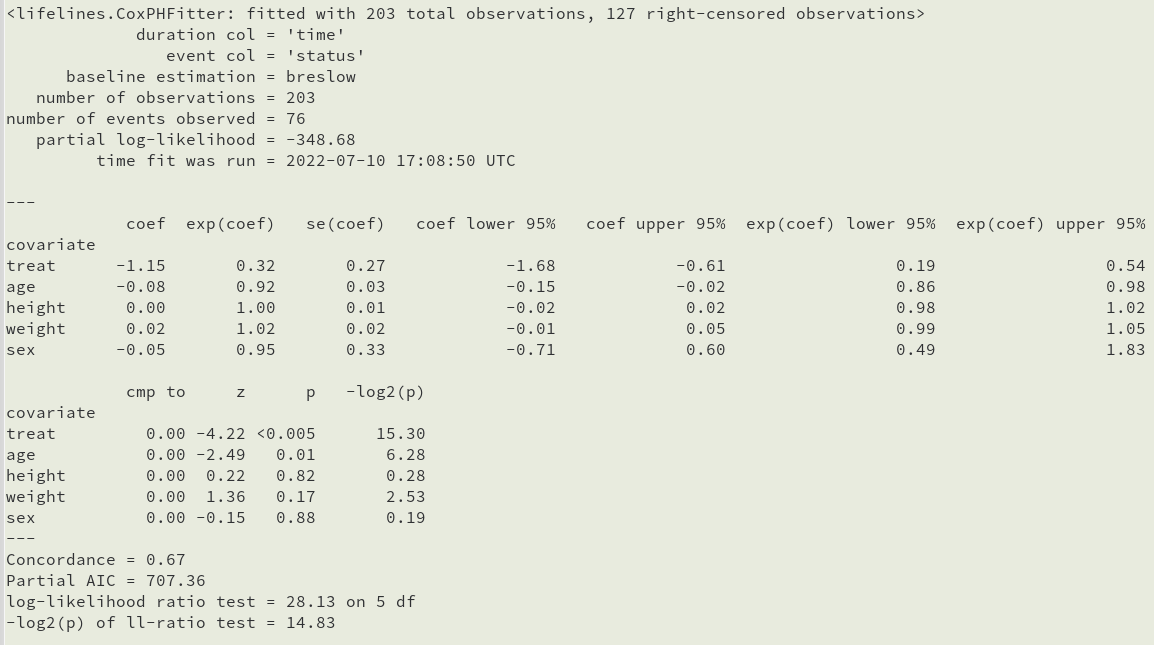 <lifelines.CoxPHFitter: fitted with 203 total observations, 127 right-censored observations>
             duration col = 'time'
                event col = 'status'
      baseline estimation = breslow
   number of observations = 203
number of events observed = 76
   partial log-likelihood = -348.68
         time fit was run = 2022-07-10 17:08:50 UTC

---
            coef  exp(coef)   se(coef)   coef lower 95%   coef upper 95%  exp(coef) lower 95%  exp(coef) upper 95%
covariate
treat      -1.15       0.32       0.27            -1.68            -0.61                 0.19                 0.54
age        -0.08       0.92       0.03            -0.15            -0.02                 0.86                 0.98
height      0.00       1.00       0.01            -0.02             0.02                 0.98                 1.02
weight      0.02       1.02       0.02            -0.01             0.05                 0.99                 1.05
sex        -0.05       0.95       0.33            -0.71             0.60                 0.49                 1.83

            cmp to     z      p   -log2(p)
covariate
treat         0.00 -4.22 <0.005      15.30
age           0.00 -2.49   0.01       6.28
height        0.00  0.22   0.82       0.28
weight        0.00  1.36   0.17       2.53
sex           0.00 -0.15   0.88       0.19
---
Concordance = 0.67
Partial AIC = 707.36
log-likelihood ratio test = 28.13 on 5 df
-log2(p) of ll-ratio test = 14.83